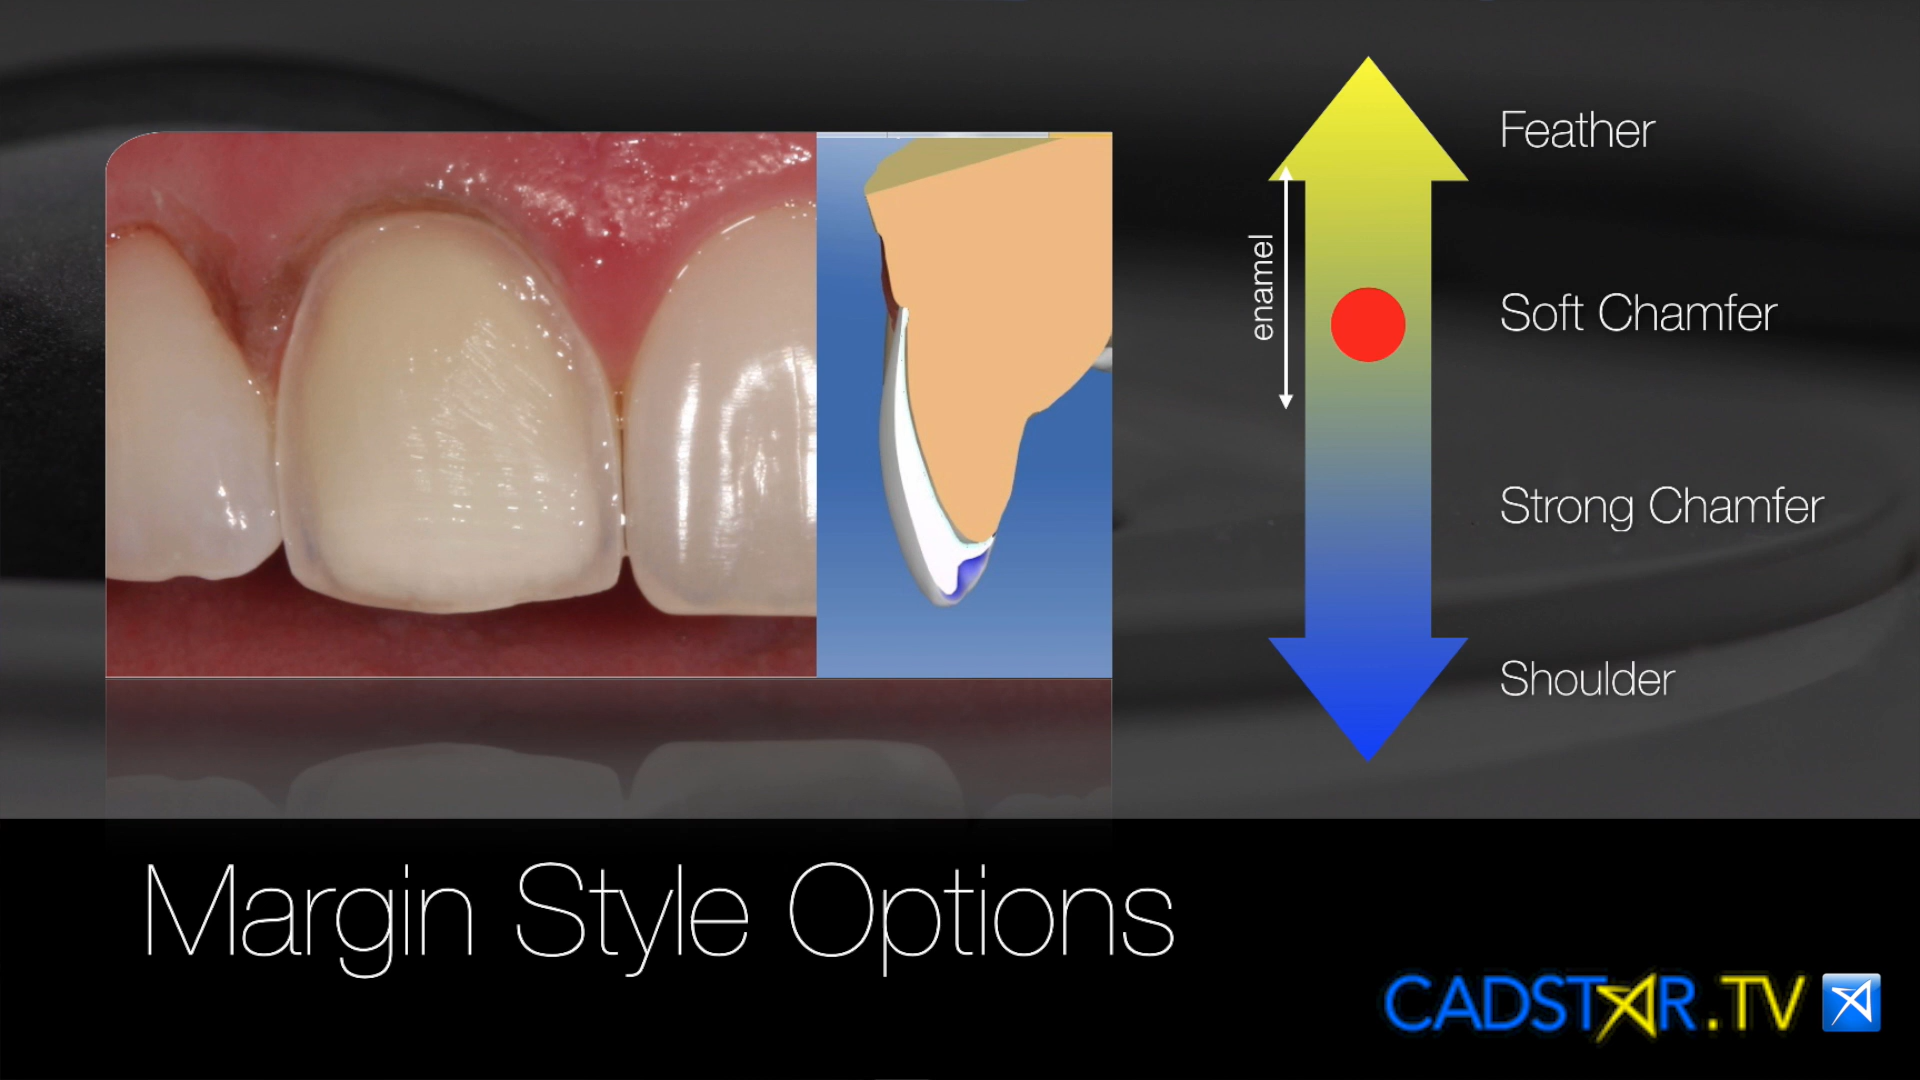 Feather
enamel
Soft Chamfer
Strong Chamfer
Shoulder
Margin Style Options
CADSTAR.TV